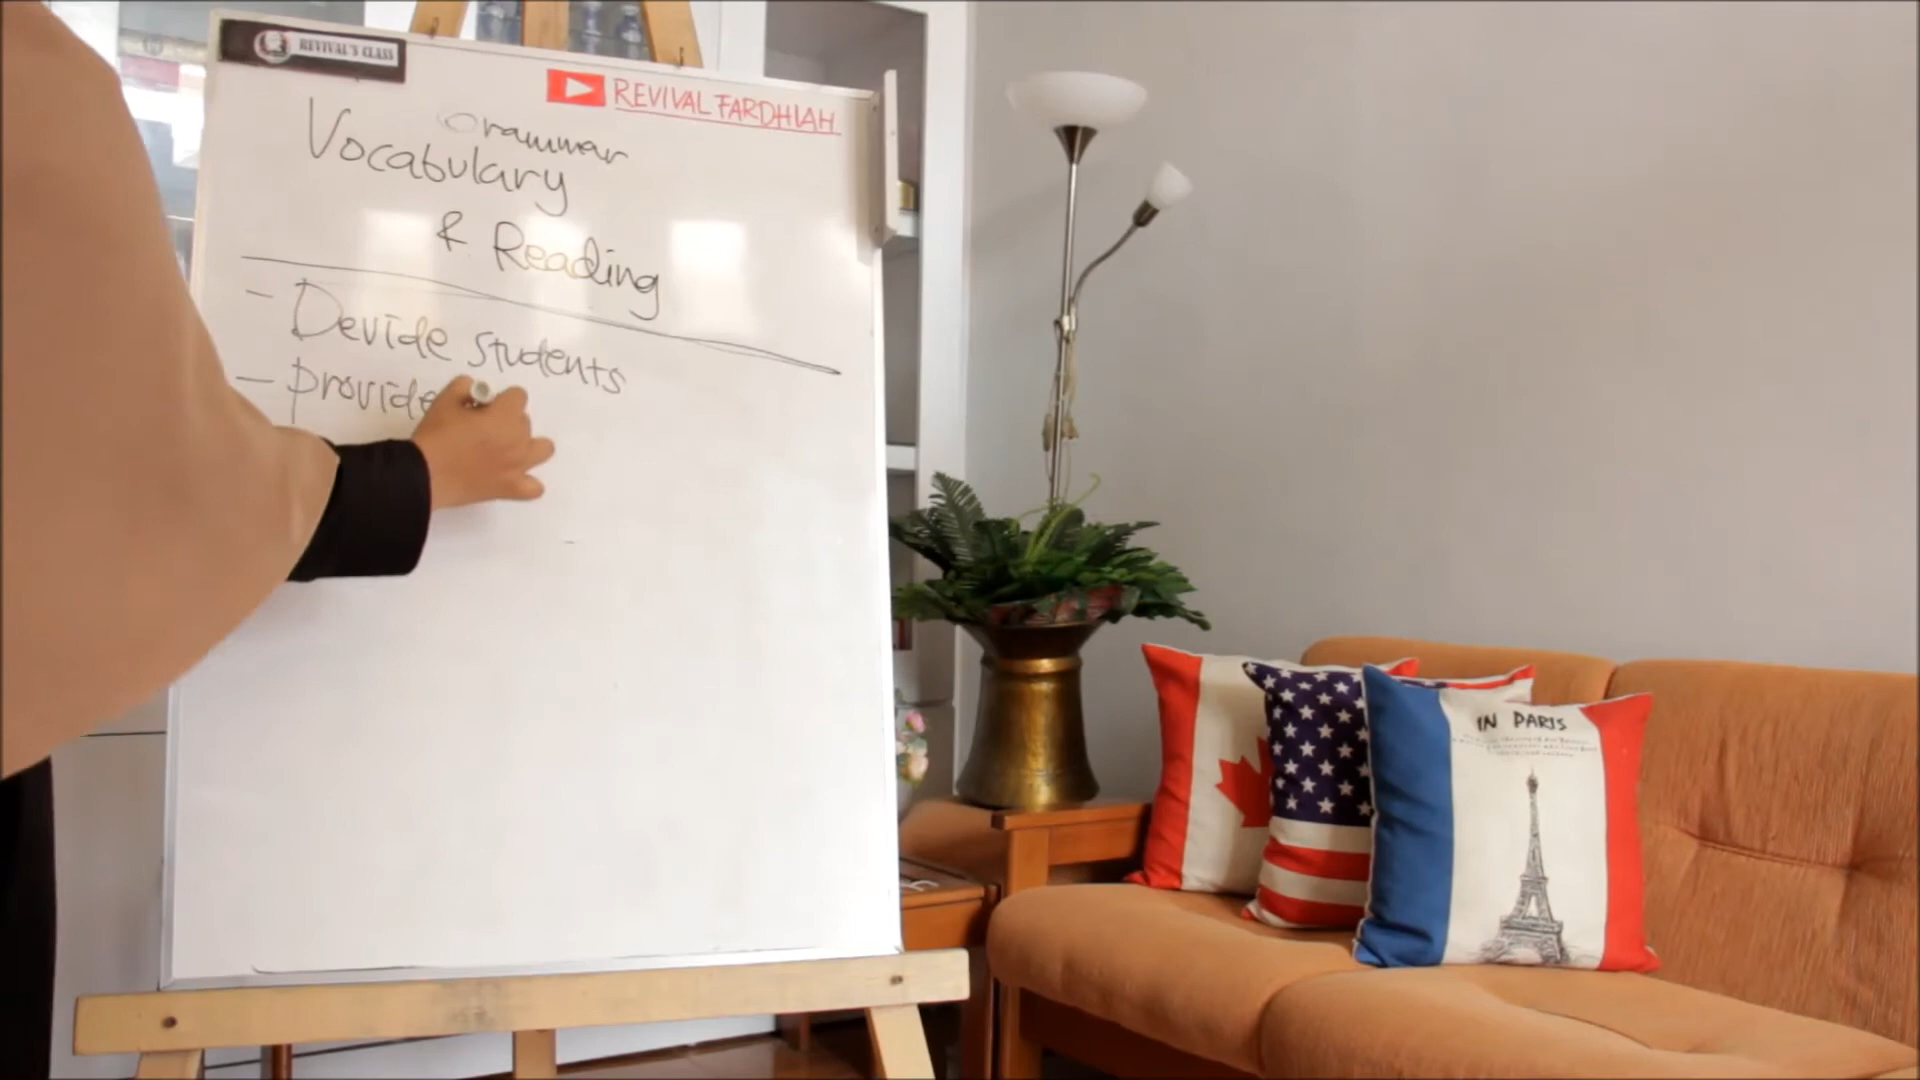 REVIVAL'S CLASS
REVIVAL FARDHIAH
Grammar
Vocabulary
& Reading
- Devide students
- provide
IN PARIS